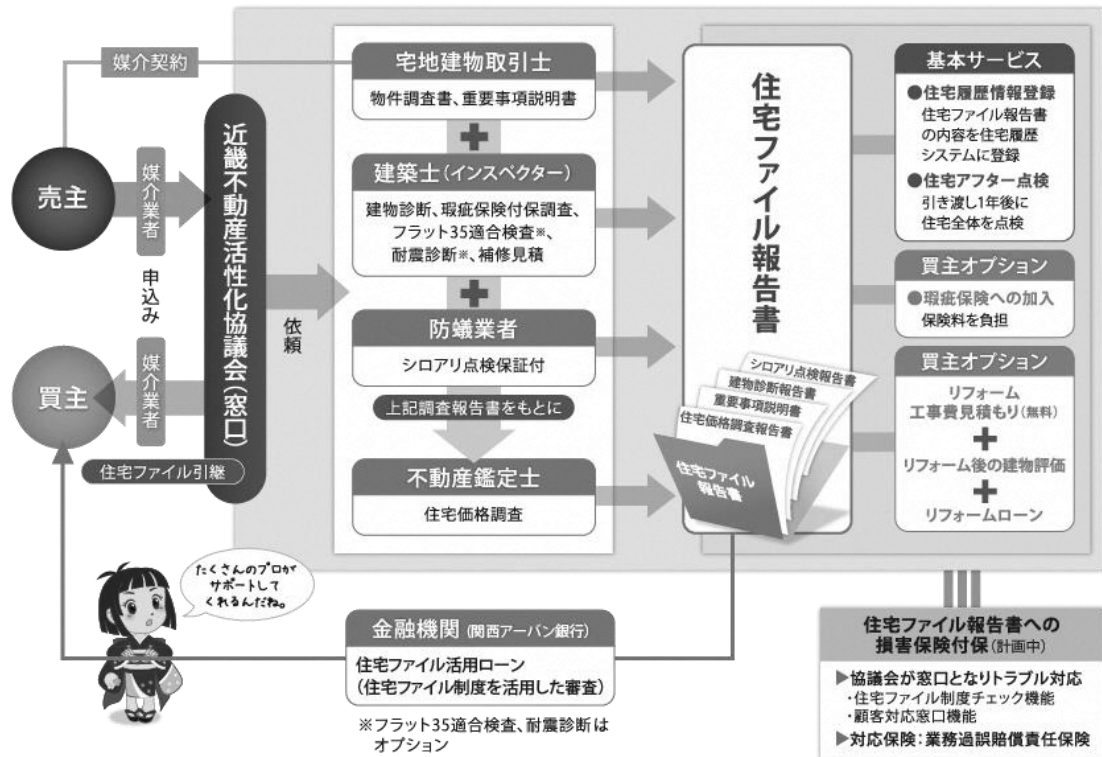 媒介契約
売主
媒介業者
申込み
買主
媒介業者
住宅ファイル引継
近畿不動産活性化協議会(窓口)
依頼
宅地建物取引士
物件調査書、重要事項説明書
建築士(インスペクター)
建物診断、瑕疵保険付保調査、
フラット35適合検査※、
耐震診断※、補修見積
防蟻業者
シロアリ点検保証付
上記調査報告書をもとに
不動産鑑定士
住宅価格調査
住宅ファイル報告書
シロアリ点検報告書
建物診断報告書
重要事項説明書
住宅価格調査報告書
住宅ファイル
報告書
基本サービス
●住宅履歴情報登録
住宅ファイル報告書
の内容を住宅履歴
システムに登録
●住宅アフター点検
引き渡し1年後に
住宅全体を点検
買主オプション
●瑕疵保険への加入
保険料を負担
買主オプション
リフォーム
工事費見積もり(無料)
リフォーム後の建物評価
リフォームローン
たくさんのプロが
サポートして
くれるんだね。
金融機関(関西アーバン銀行)
住宅ファイル活用ローン
(住宅ファイル制度を活用した審査)
※フラット35適合検査、耐震診断は
オプション
住宅ファイル報告書への
損害保険付保(計画中)
▶協議会が窓口となりトラブル対応
・住宅ファイル制度チェック機能
・顧客対応窓口機能
▶対応保険:業務過誤賠償責任保険